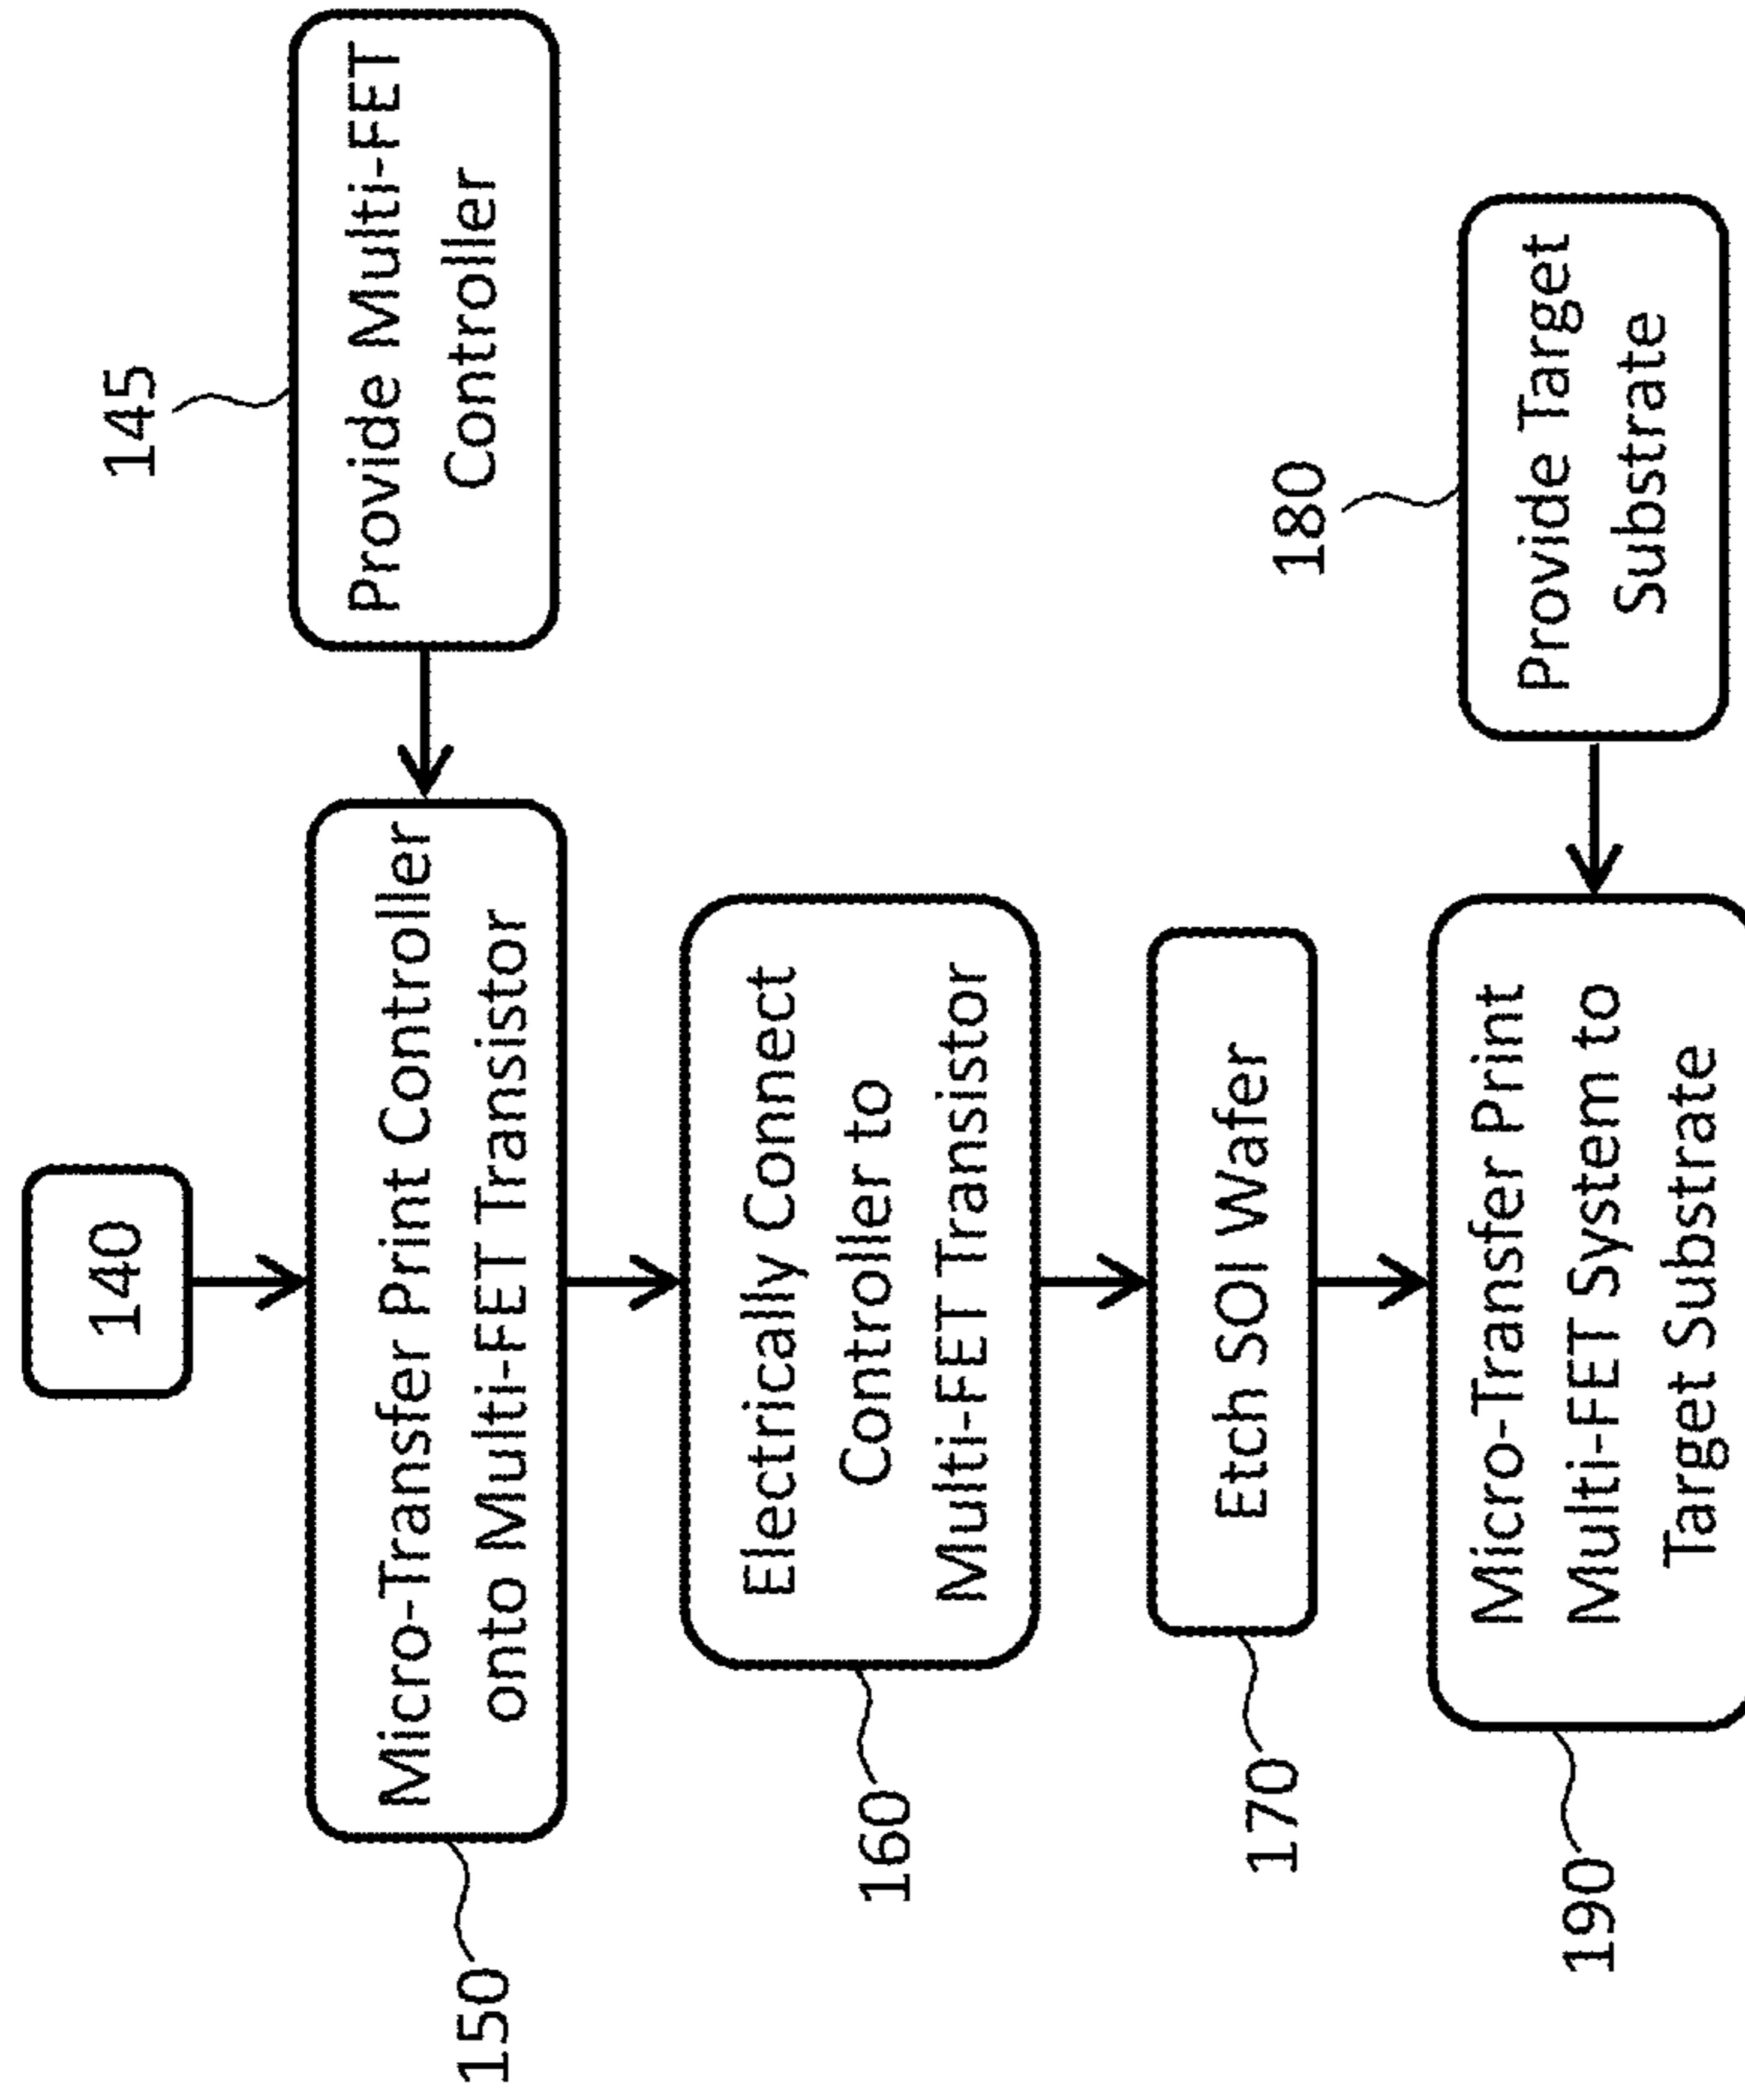 140
145
Provide Multi-FET
Controller
150
Micro-Transfer Print Controller
onto Multi-FET Transistor
160
Electrically Connect
Controller to
Multi-FET Transistor
170
Etch SOI Wafer
180
Provide Target
Substrate
190
Micro-Transfer Print
Multi-FET System to
Target Substrate